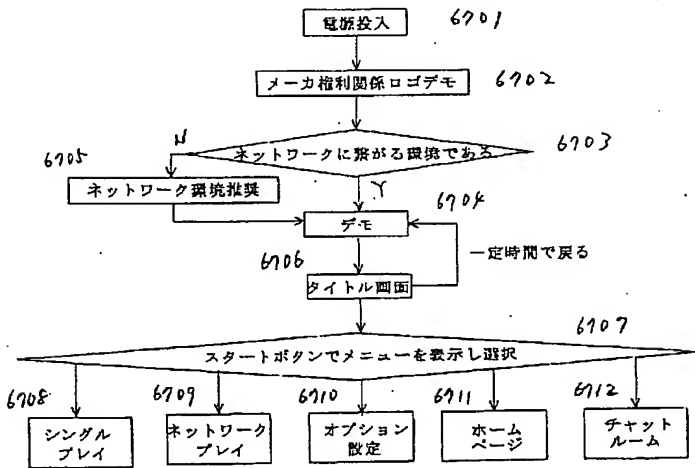 電源投入 6701
メーカ権利関係ロゴデモ 6702
N
ネットワークに繋がる環境である 6703
6705
ネットワーク環境推奨
Y
6704
デモ
6706
一定時間で戻る
タイトル画面
6707
スタートボタンでメニューを表示し選択
6708 6709 6710 6711 6712
シングル
プレイ
ネットワーク
プレイ
オプション
設定
ホーム
ページ
チャット
ルーム